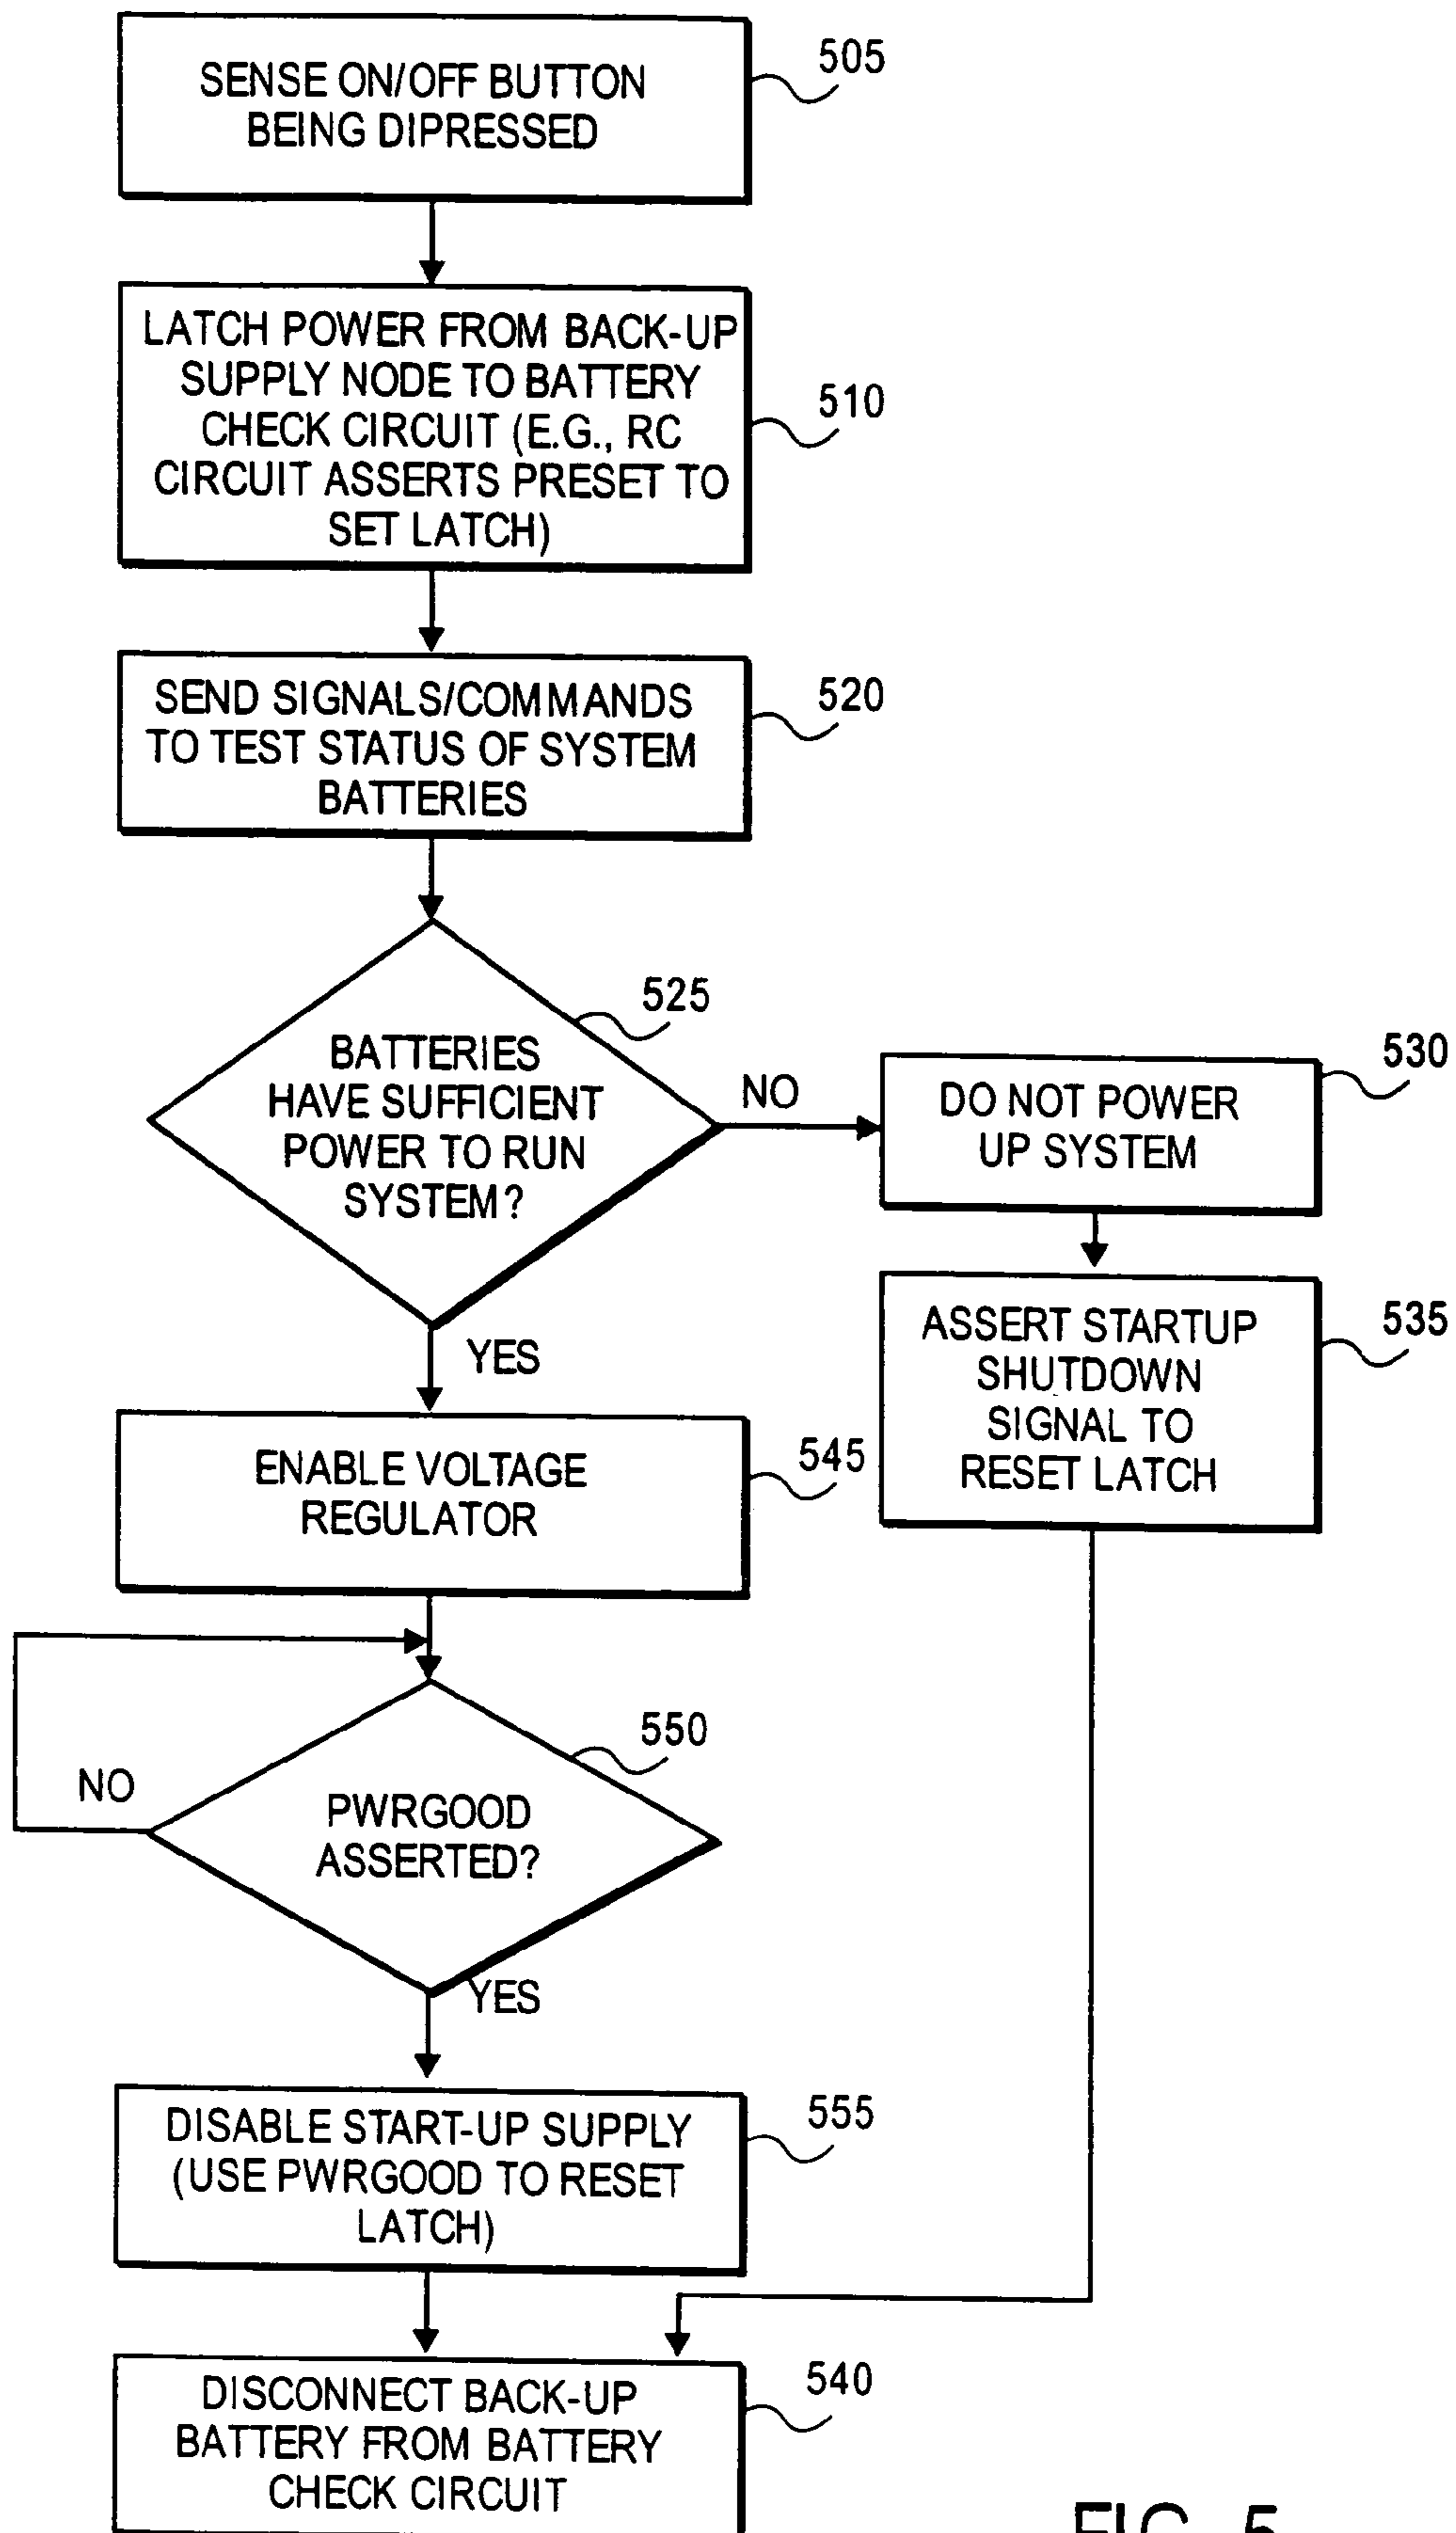 SENSE ON/OFF BUTTON
BEING DIPRESSED
505
LATCH POWER FROM BACK-UP
SUPPLY NODE TO BATTERY
CHECK CIRCUIT (E.G., RC
CIRCUIT ASSERTS PRESET TO
SET LATCH)
510
SEND SIGNALS/COMMANDS
TO TEST STATUS OF SYSTEM
BATTERIES
520
BATTERIES
HAVE SUFFICIENT
POWER TO RUN
SYSTEM?
525
NO
DO NOT POWER
UP SYSTEM
530
ASSERT STARTUP
SHUTDOWN
SIGNAL TO
RESET LATCH
535
YES
ENABLE VOLTAGE
REGULATOR
545
PWRGOOD
ASSERTED?
550
NO
YES
DISABLE START-UP SUPPLY
(USE PWRGOOD TO RESET
LATCH)
555
DISCONNECT BACK-UP
BATTERY FROM BATTERY
CHECK CIRCUIT
540
FIG. 5